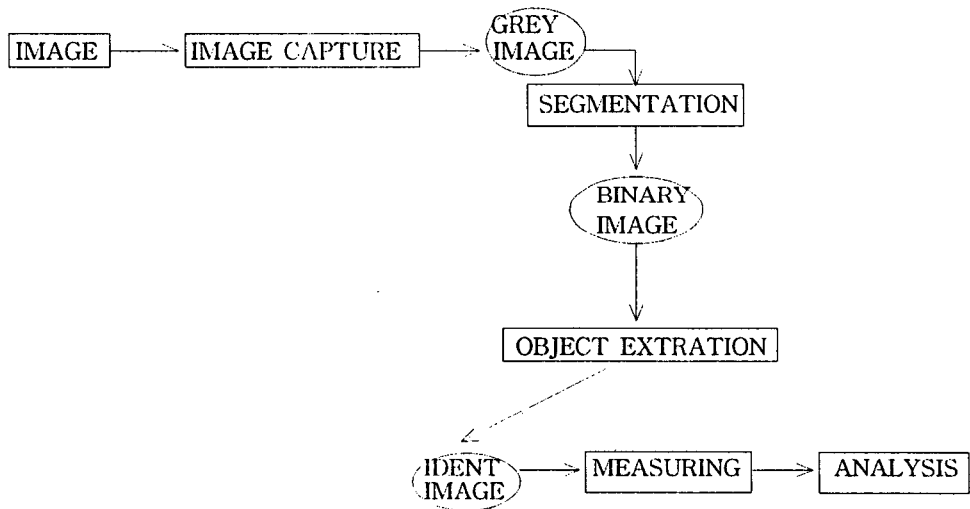 IMAGE
IMAGE CAPTURE
GREY
IMAGE
SEGMENTATION
BINARY
IMAGE
OBJECT EXTRATION
IDENT
IMAGE
MEASURING
ANALYSIS